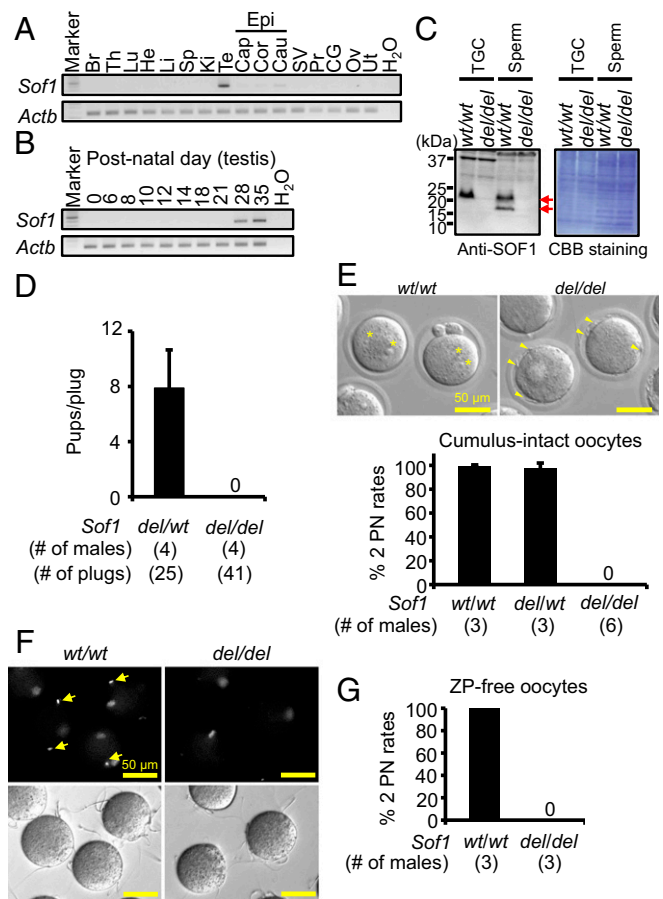 A
Epi
Marker Br Th Lu He Li Sp Ki Te Cap Cor Cau SV Pr CG Ov Ut H2O
Sof1
Actb
B
Post-natal day (testis)
Marker 0 6 8 10 12 14 18 21 28 35 H2O
Sof1
Actb
C
TGC Sperm TGC Sperm
wt/wt del/del wt/wt del/del wt/wt del/del wt/wt del/del
(kDa)
37
25
20
15
10
Anti-SOF1 CBB staining
D
Pups/plug
12
8
4
0
0
Sof1 del/wt del/del
(# of males) (4) (4)
(# of plugs) (25) (41)
E
wt/wt del/del
* * * *
50 µm
Cumulus-intact oocytes
% 2 PN rates
100
80
60
40
20
0
0
Sof1 wt/wt del/wt del/del
(# of males) (3) (3) (6)
F
wt/wt del/del
50 µm
G
ZP-free oocytes
% 2 PN rates
100
80
60
40
20
0
0
Sof1 wt/wt del/del
(# of males) (3) (3)